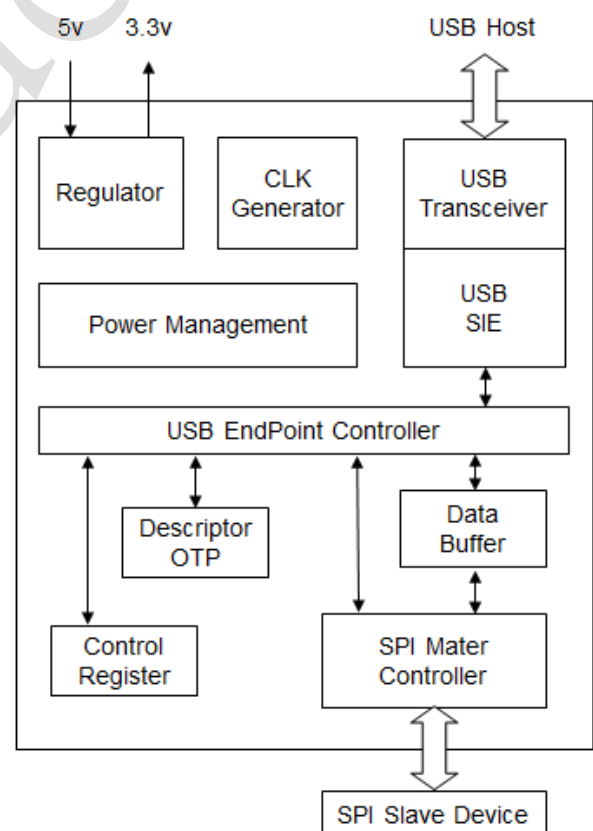 5v 3.3v USB Host
Regulator
CLK
Generator
USB
Transceiver
USB
SIE
Power Management
USB EndPoint Controller
Descriptor
OTP
Data
Buffer
Control
Register
SPI Mater
Controller
SPI Slave Device